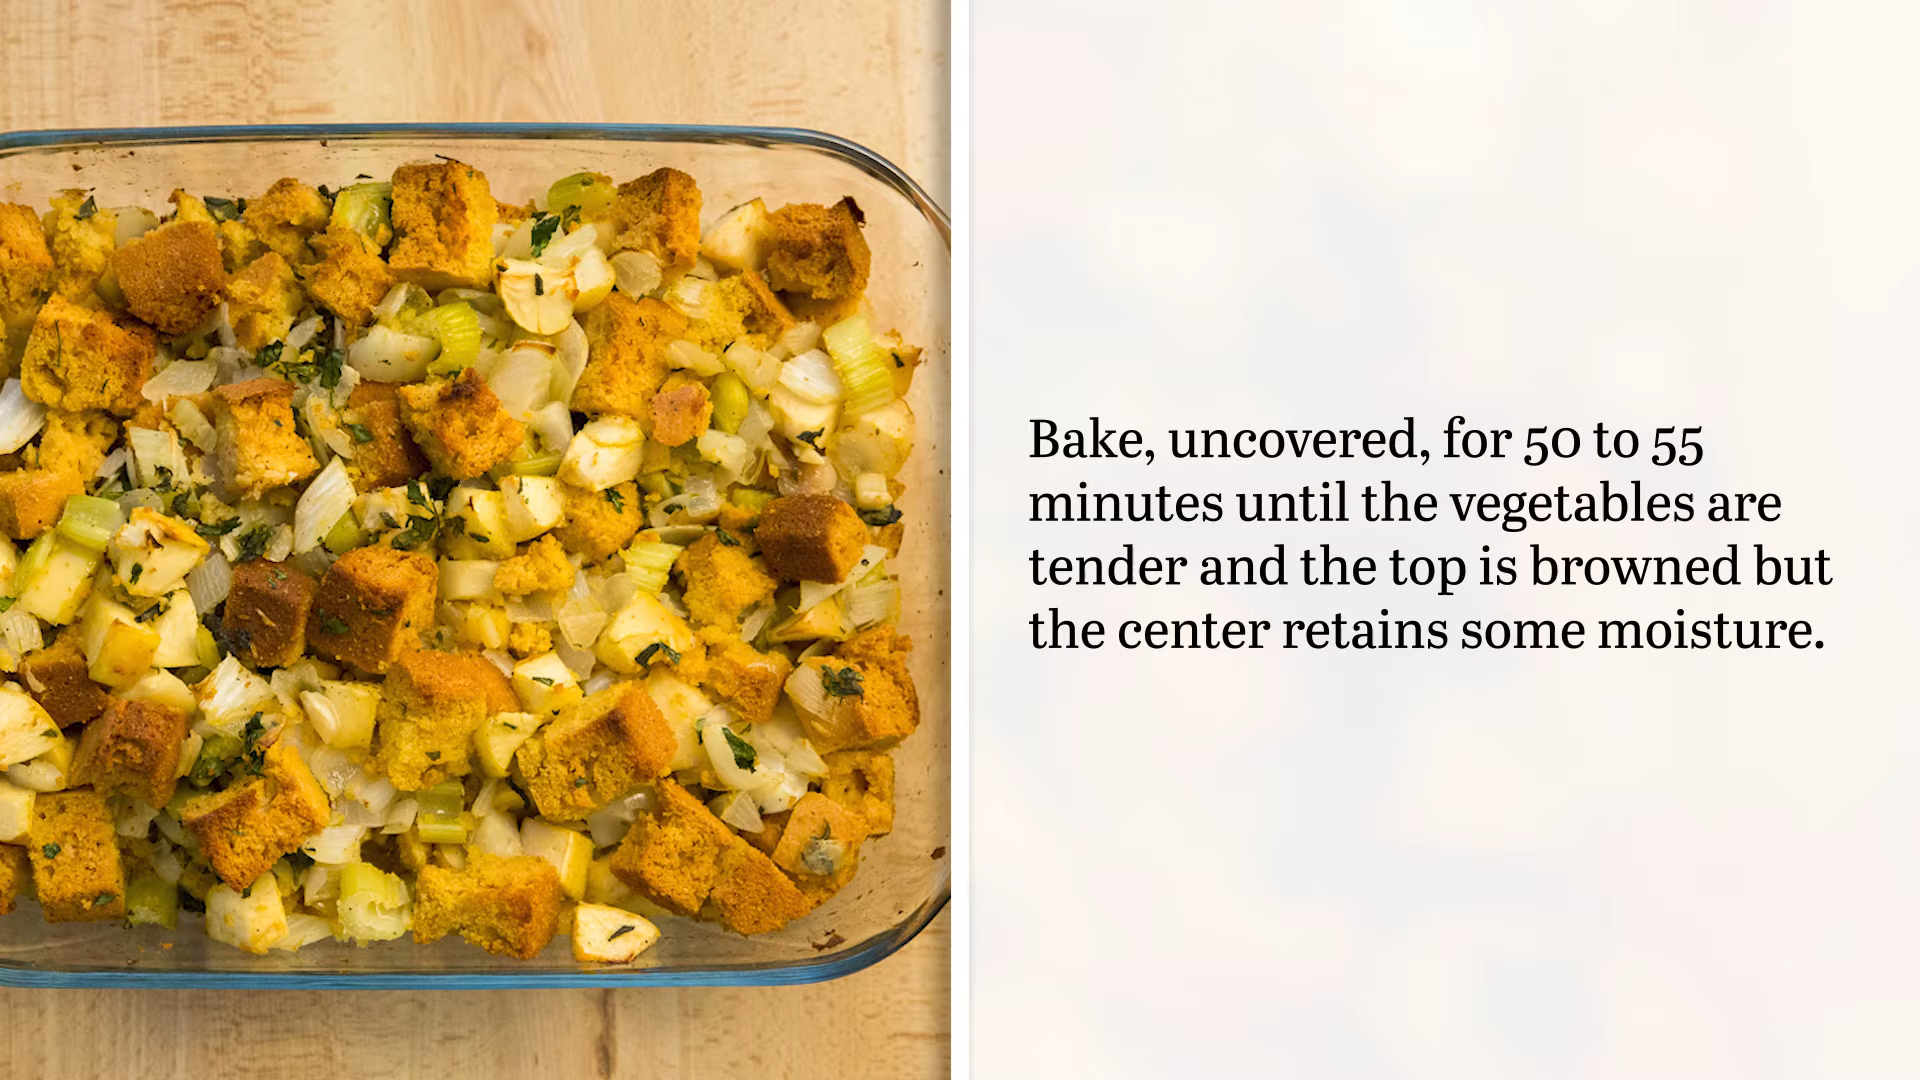 Bake, uncovered, for 50 to 55
minutes until the vegetables are
tender and the top is browned but
the center retains some moisture.